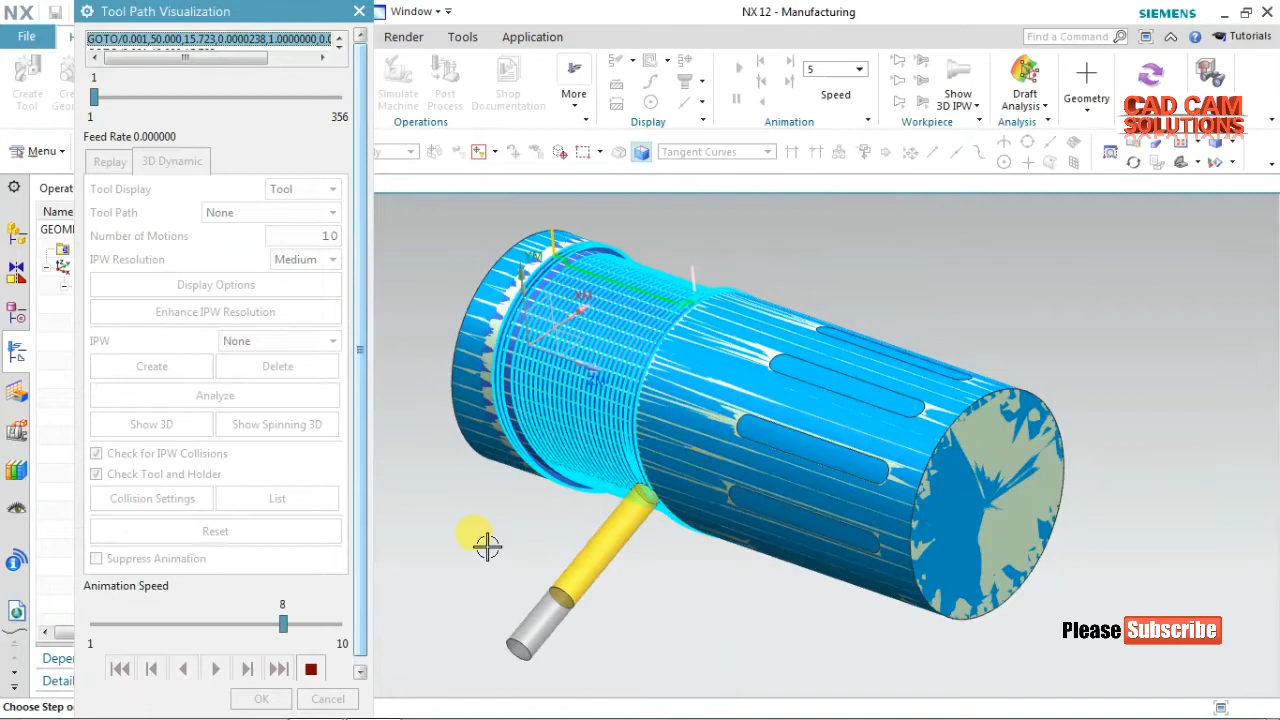 NX
Tool Path Visualization
Window
NX 12 - Manufacturing
SIEMENS
File
Render
Tools
Application
Find a Command
Tutorials
GOTO/0.001,50.000,15.723,0.0000238,1.0000000,0.0
1
1
356
Feed Rate 0.000000
Replay
3D Dynamic
Tool Display
Tool
Tool Path
None
Number of Motions
10
IPW Resolution
Medium
Display Options
Enhance IPW Resolution
IPW
None
Create
Delete
Analyze
Show 3D
Show Spinning 3D
Check for IPW Collisions
Check Tool and Holder
Collision Settings
List
Reset
Suppress Animation
Animation Speed
8
1
10
OK
Cancel
Create
Tool
Simulate
Machine
Post
Process
Shop
Documentation
More
Operations
Display
5
Speed
Animation
Show
3D IPW
Workpiece
Draft
Analysis
Analysis
Geometry
CAD CAM
SOLUTIONS
Menu
Tangent Curves
Operat
Name
GEOME
YM
XM
ZM
Please Subscribe
Depen
Detail
Choose Step o